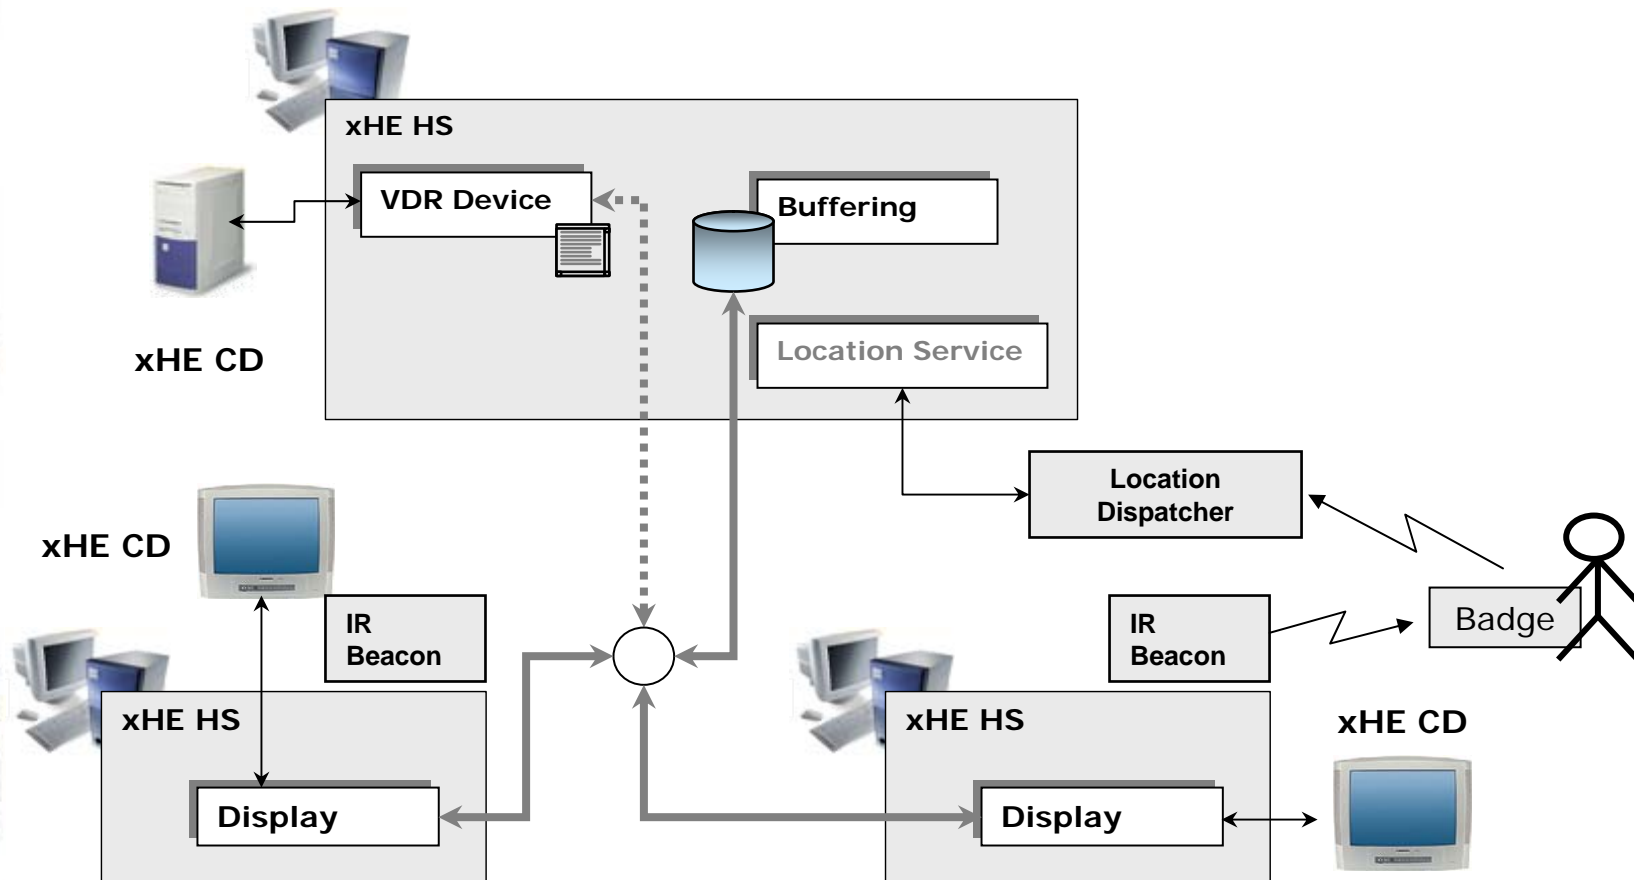 xHE HS
VDR Device
Buffering
xHE CD
Location Service
Location
Dispatcher
xHE CD
IR
Beacon
IR
Beacon
Badge
xHE HS
xHE HS
xHE CD
Display
Display